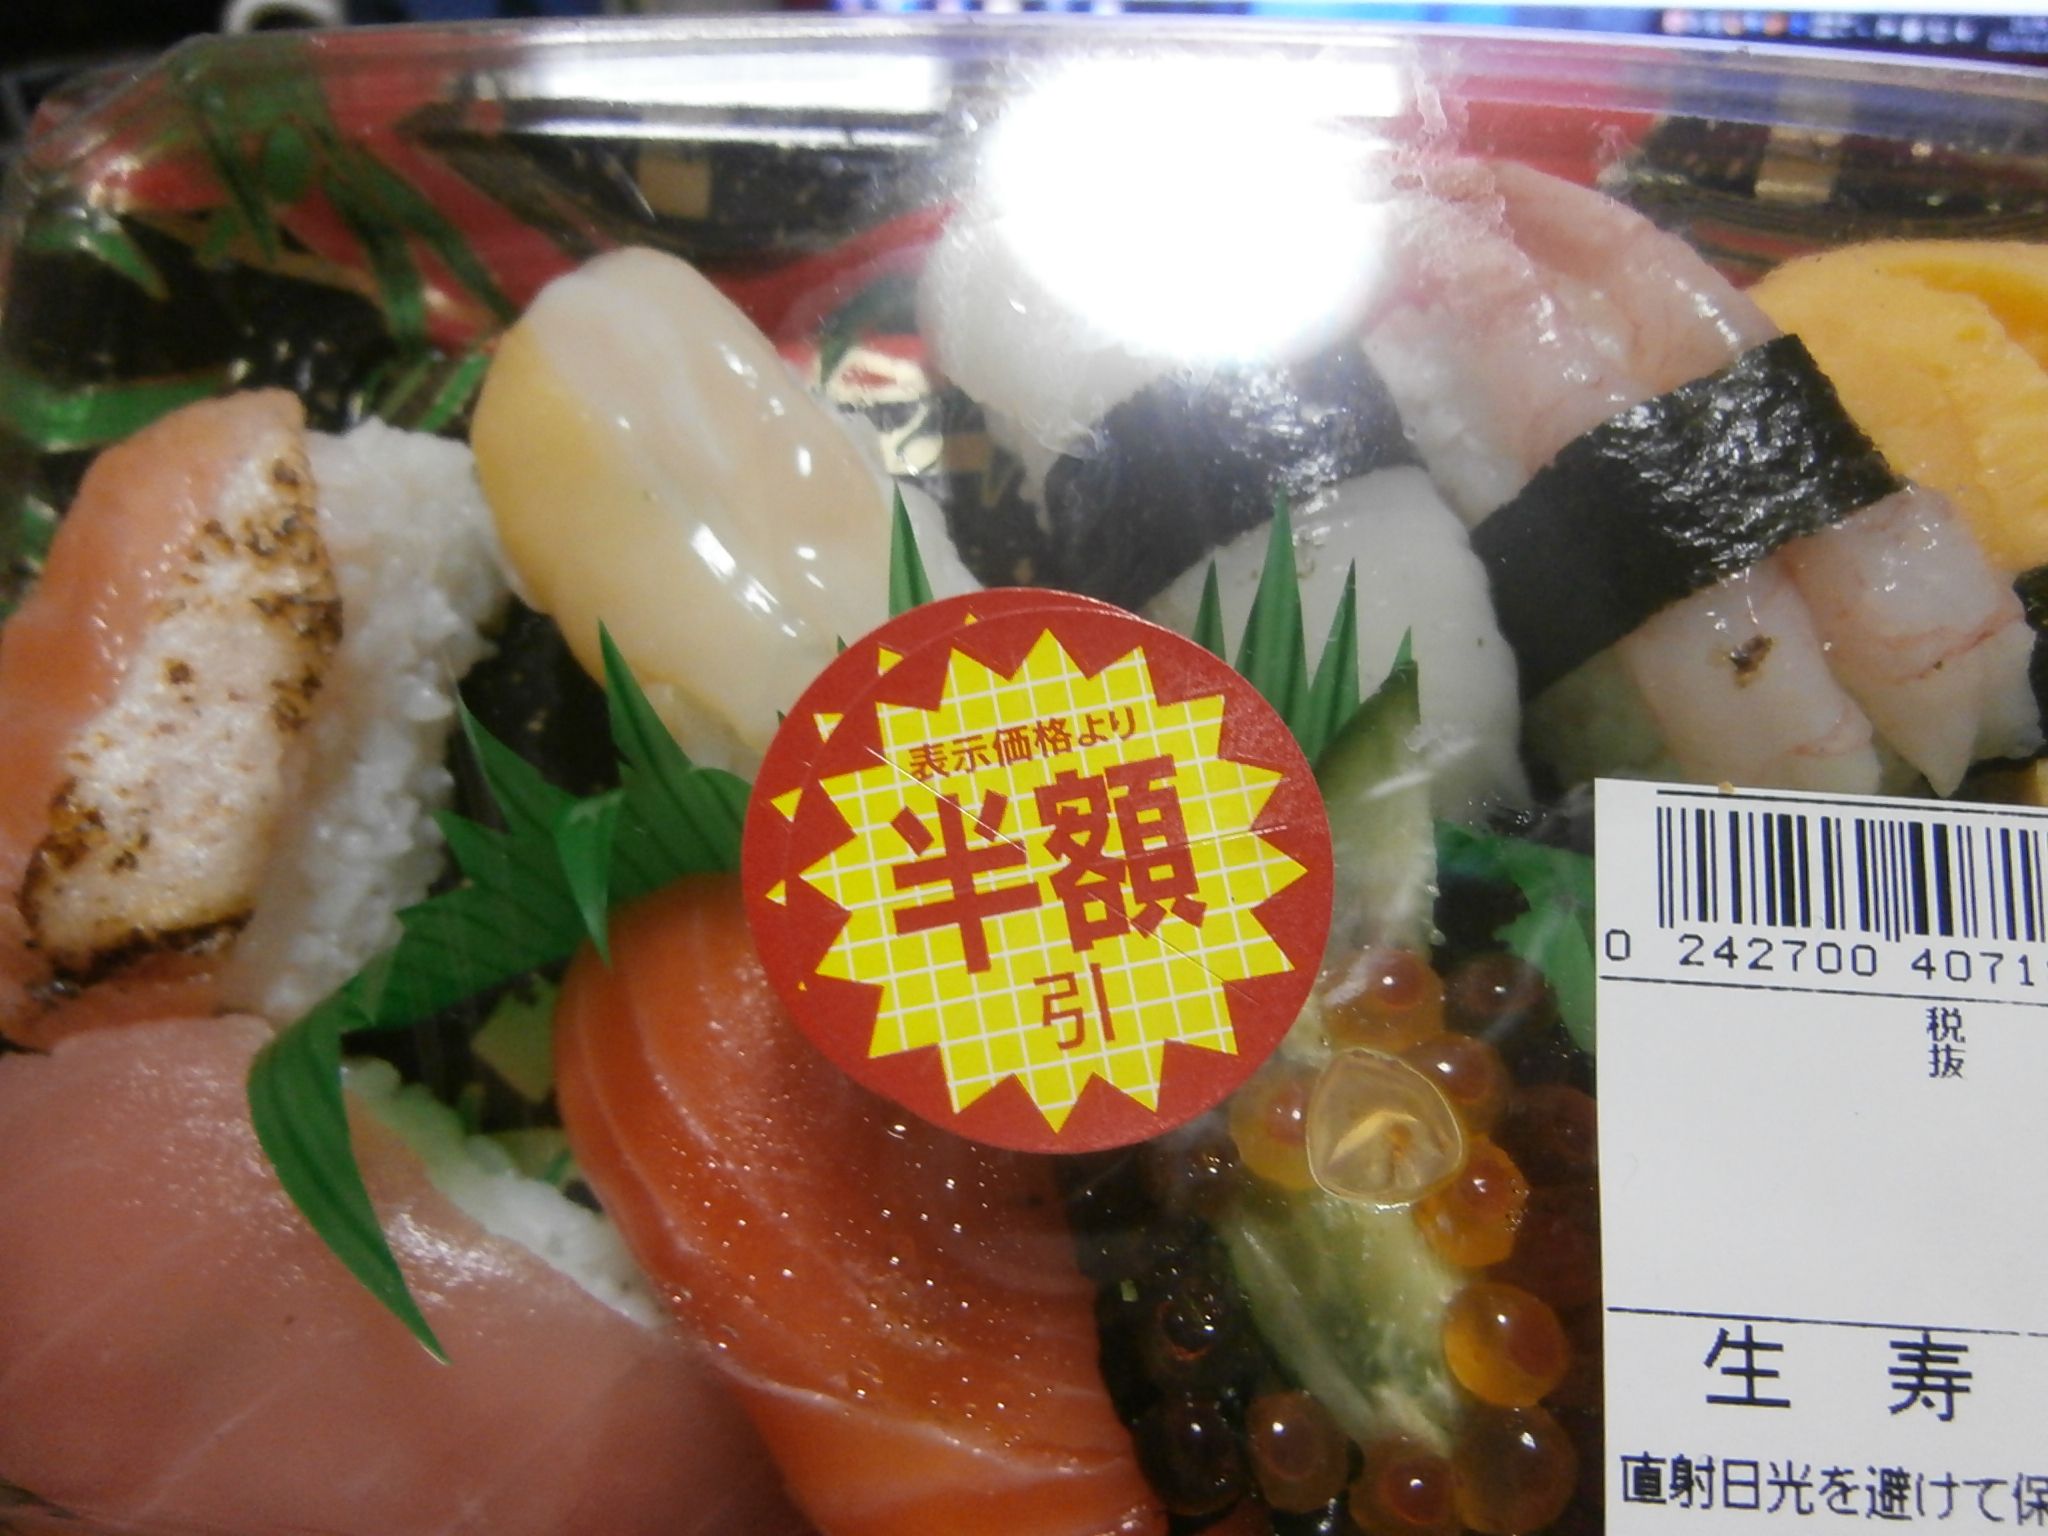 表示価格より
半額
引
0 242700 4071
税抜
生 寿
直射日光を避けて保